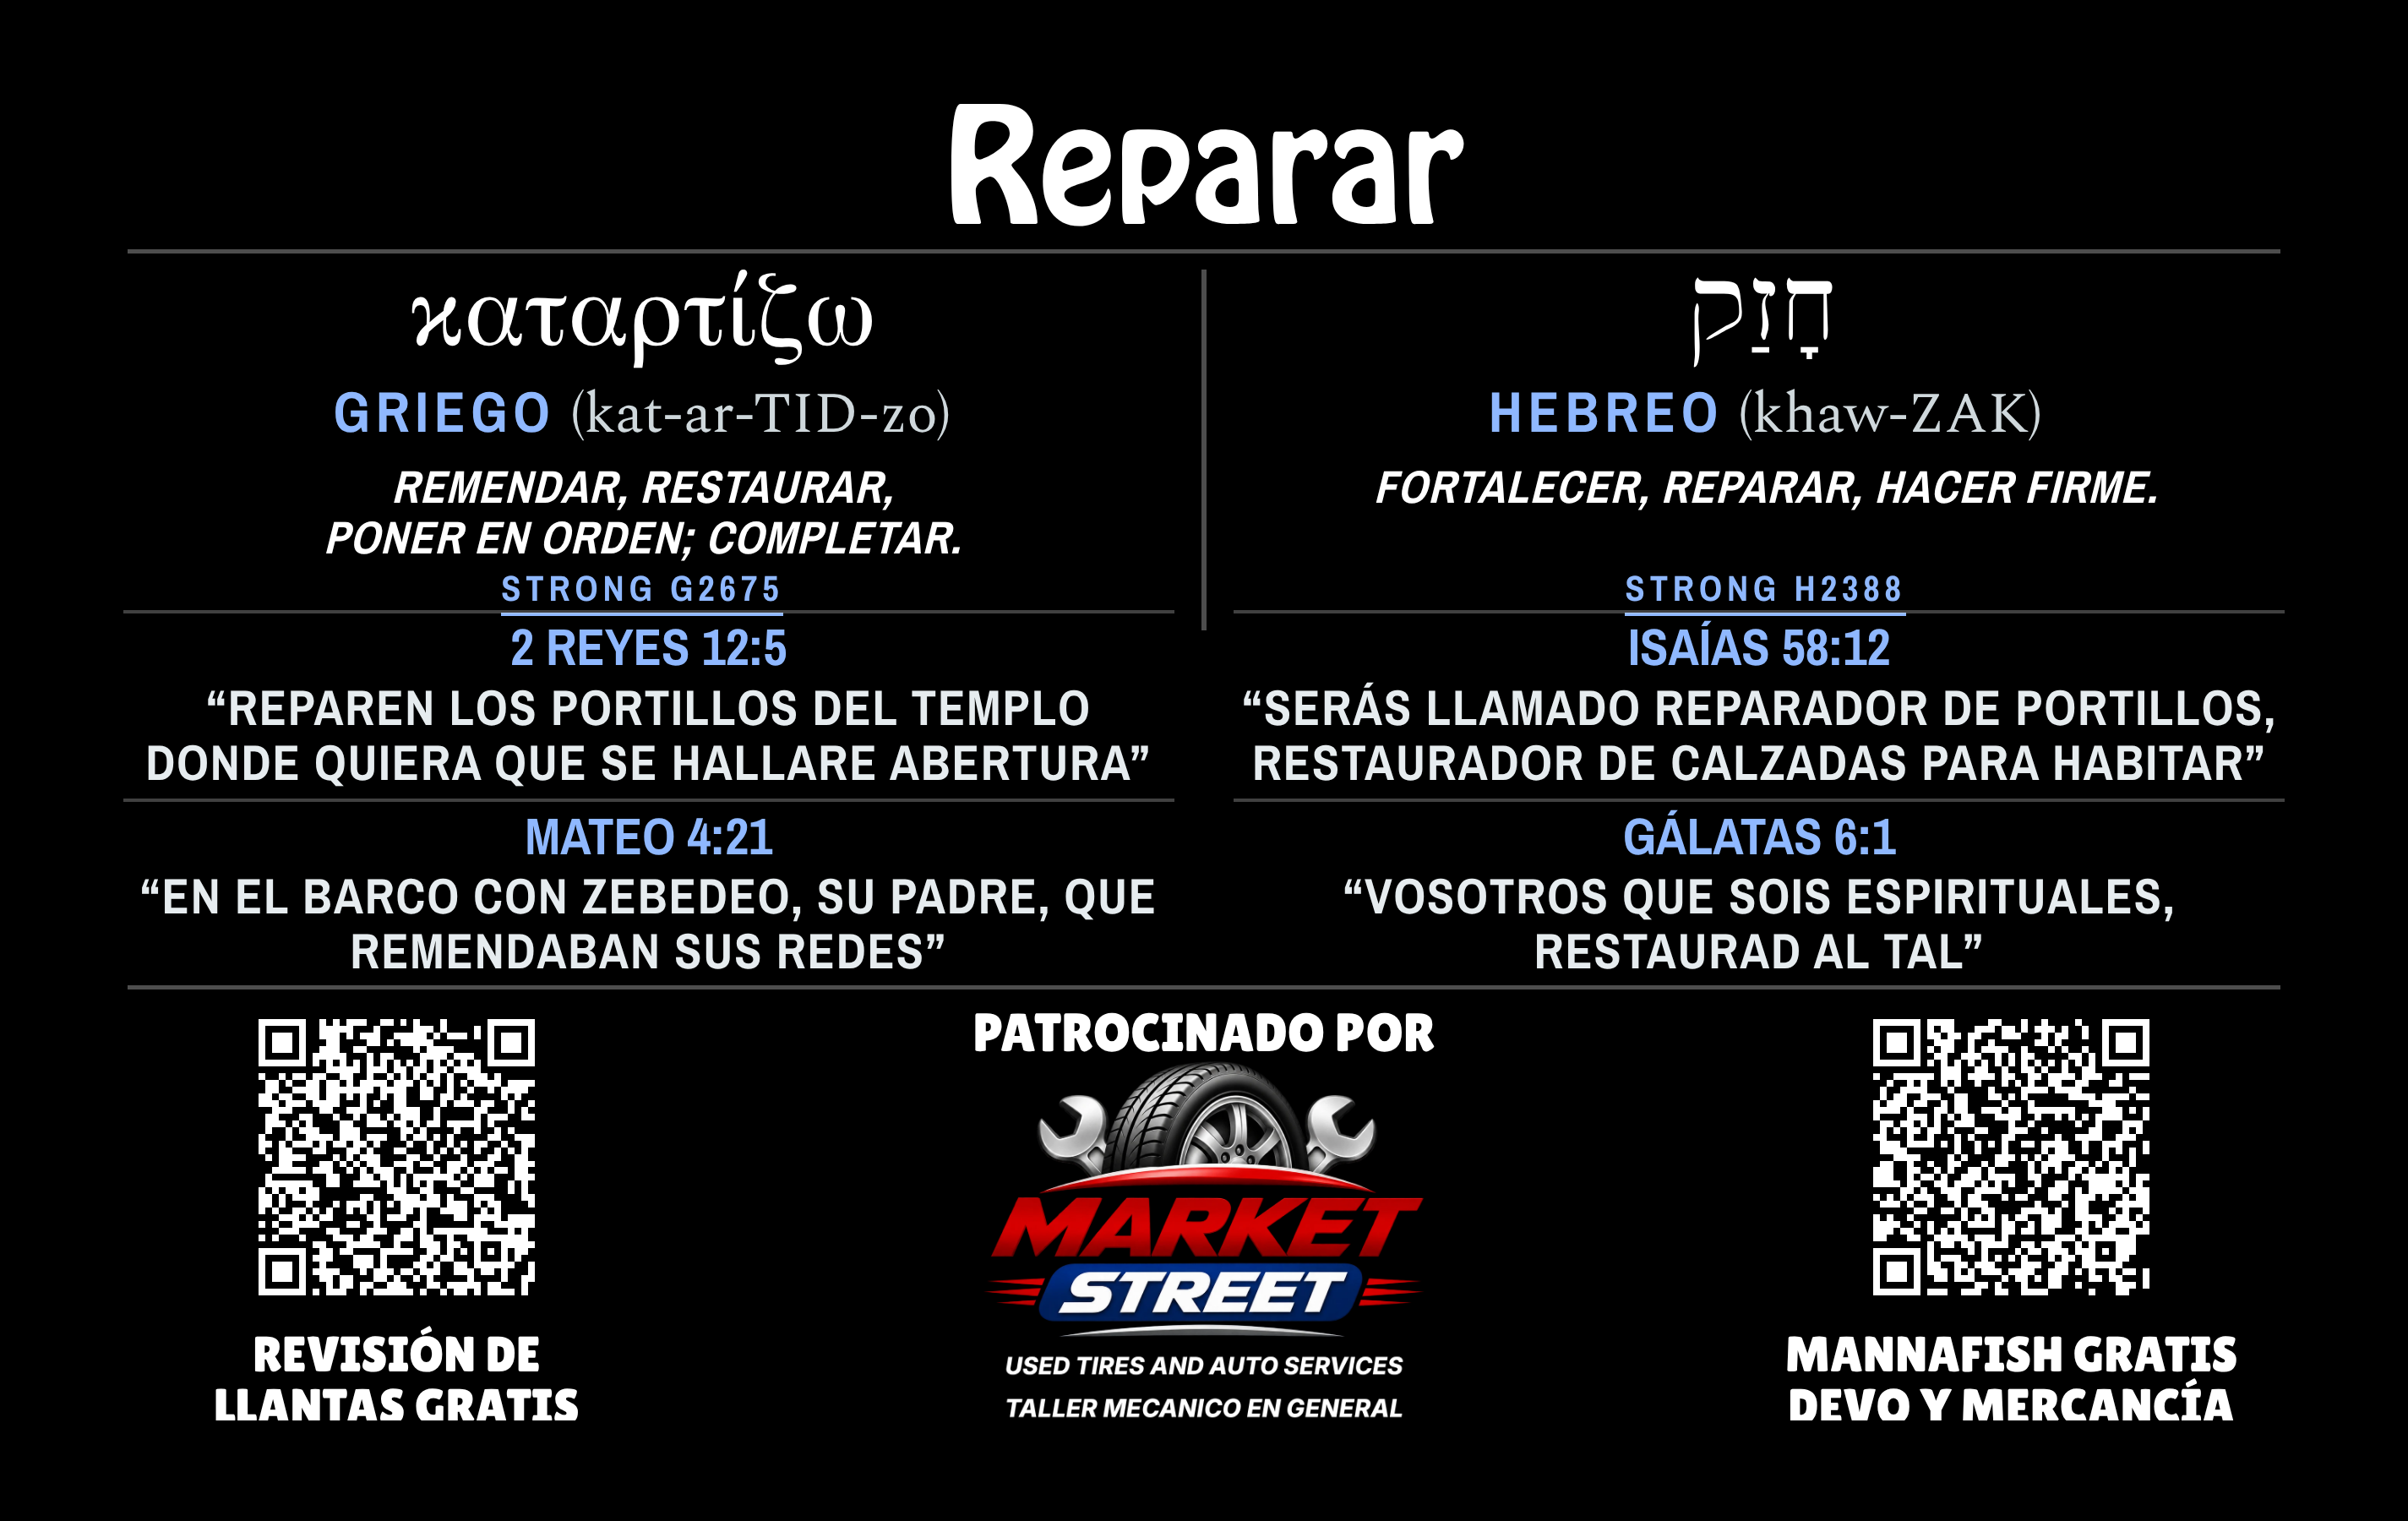 Reparar
καταρτίζω
GRIEGO (kat-ar-TID-zo)
REMENDAR, RESTAURAR,
PONER EN ORDEN; COMPLETAR.
STRONG G2675
חָזַק
HEBREO (khaw-ZAK)
FORTALECER, REPARAR, HACER FIRME.
STRONG H2388
2 REYES 12:5
“REPAREN LOS PORTILLOS DEL TEMPLO
DONDE QUIERA QUE SE HALLARE ABERTURA”
ISAÍAS 58:12
“SERÁS LLAMADO REPARADOR DE PORTILLOS,
RESTAURADOR DE CALZADAS PARA HABITAR”
MATEO 4:21
“EN EL BARCO CON ZEBEDEO, SU PADRE, QUE
REMENDABAN SUS REDES”
GÁLATAS 6:1
“VOSOTROS QUE SOIS ESPIRITUALES,
RESTAURAD AL TAL”
REVISIÓN DE
LLANTAS GRATIS
PATROCINADO POR
MARKET
STREET
USED TIRES AND AUTO SERVICES
TALLER MECANICO EN GENERAL
MANNAFISH GRATIS
DEVO Y MERCANCÍA